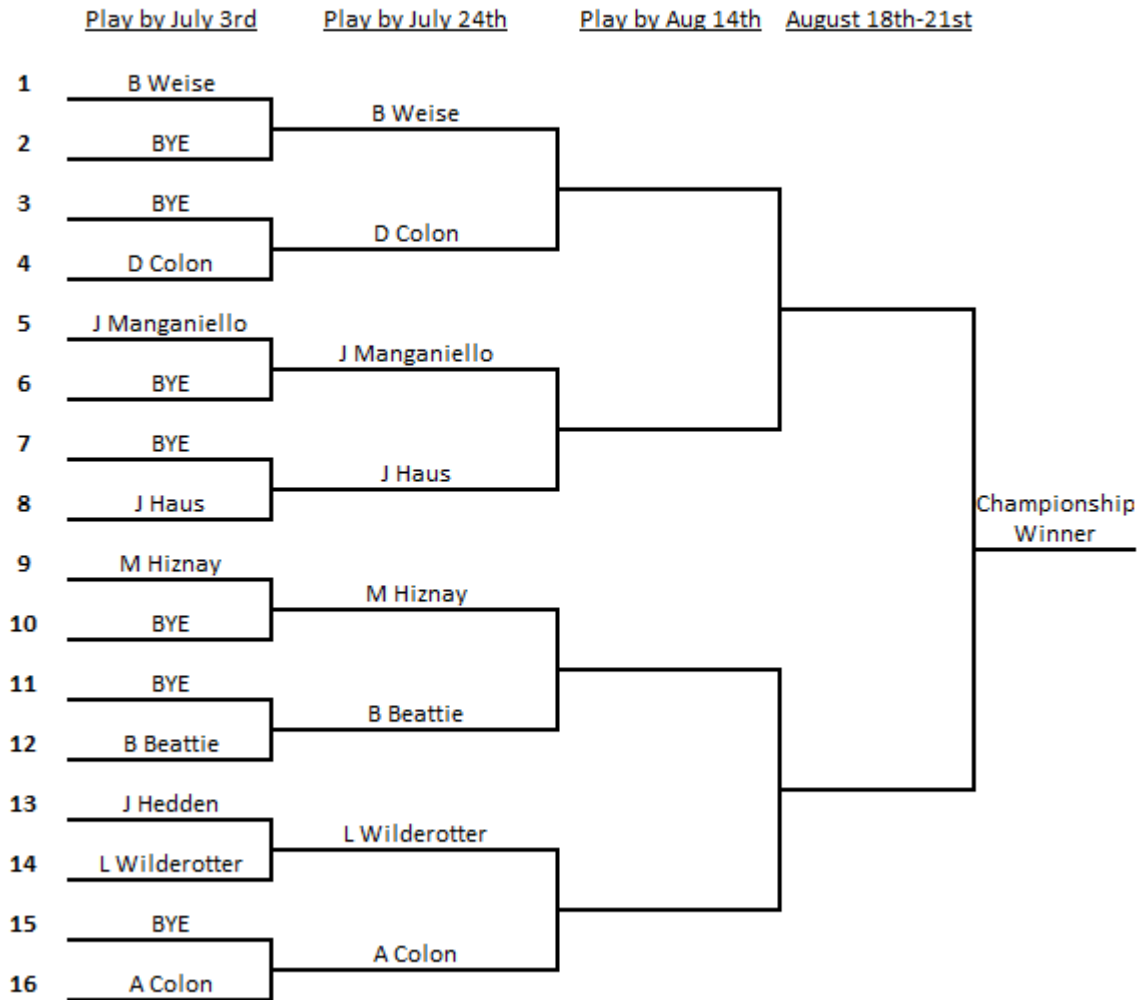 Play by July 3rd Play by July 24th Play by Aug 14th August 18th-21st
1 B Weise
B Weise
2 BYE
3 BYE
D Colon
4 D Colon
5 J Manganiello
J Manganiello
6 BYE
7 BYE
J Haus
8 J Haus
Championship
Winner
9 M Hiznay
M Hiznay
10 BYE
11 BYE
B Beattie
12 B Beattie
13 J Hedden
L Wilderotter
14 L Wilderotter
15 BYE
A Colon
16 A Colon